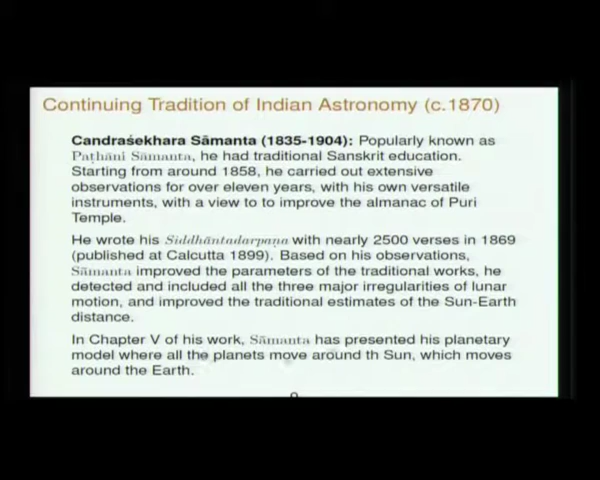 Continuing Tradition of Indian Astronomy (c.1870)
Candraśekhara Sāmanta (1835-1904): Popularly known as
Paṭhāni Sāmanta, he had traditional Sanskrit education.
Starting from around 1858, he carried out extensive
observations for over eleven years, with his own versatile
instruments, with a view to to improve the almanac of Puri
Temple.
He wrote his Siddhāntadarpaṇa with nearly 2500 verses in 1869
(published at Calcutta 1899). Based on his observations,
Sāmanta improved the parameters of the traditional works, he
detected and included all the three major irregularities of lunar
motion, and improved the traditional estimates of the Sun-Earth
distance.
In Chapter V of his work, Sāmanta has presented his planetary
model where all the planets move around th Sun, which moves
around the Earth.